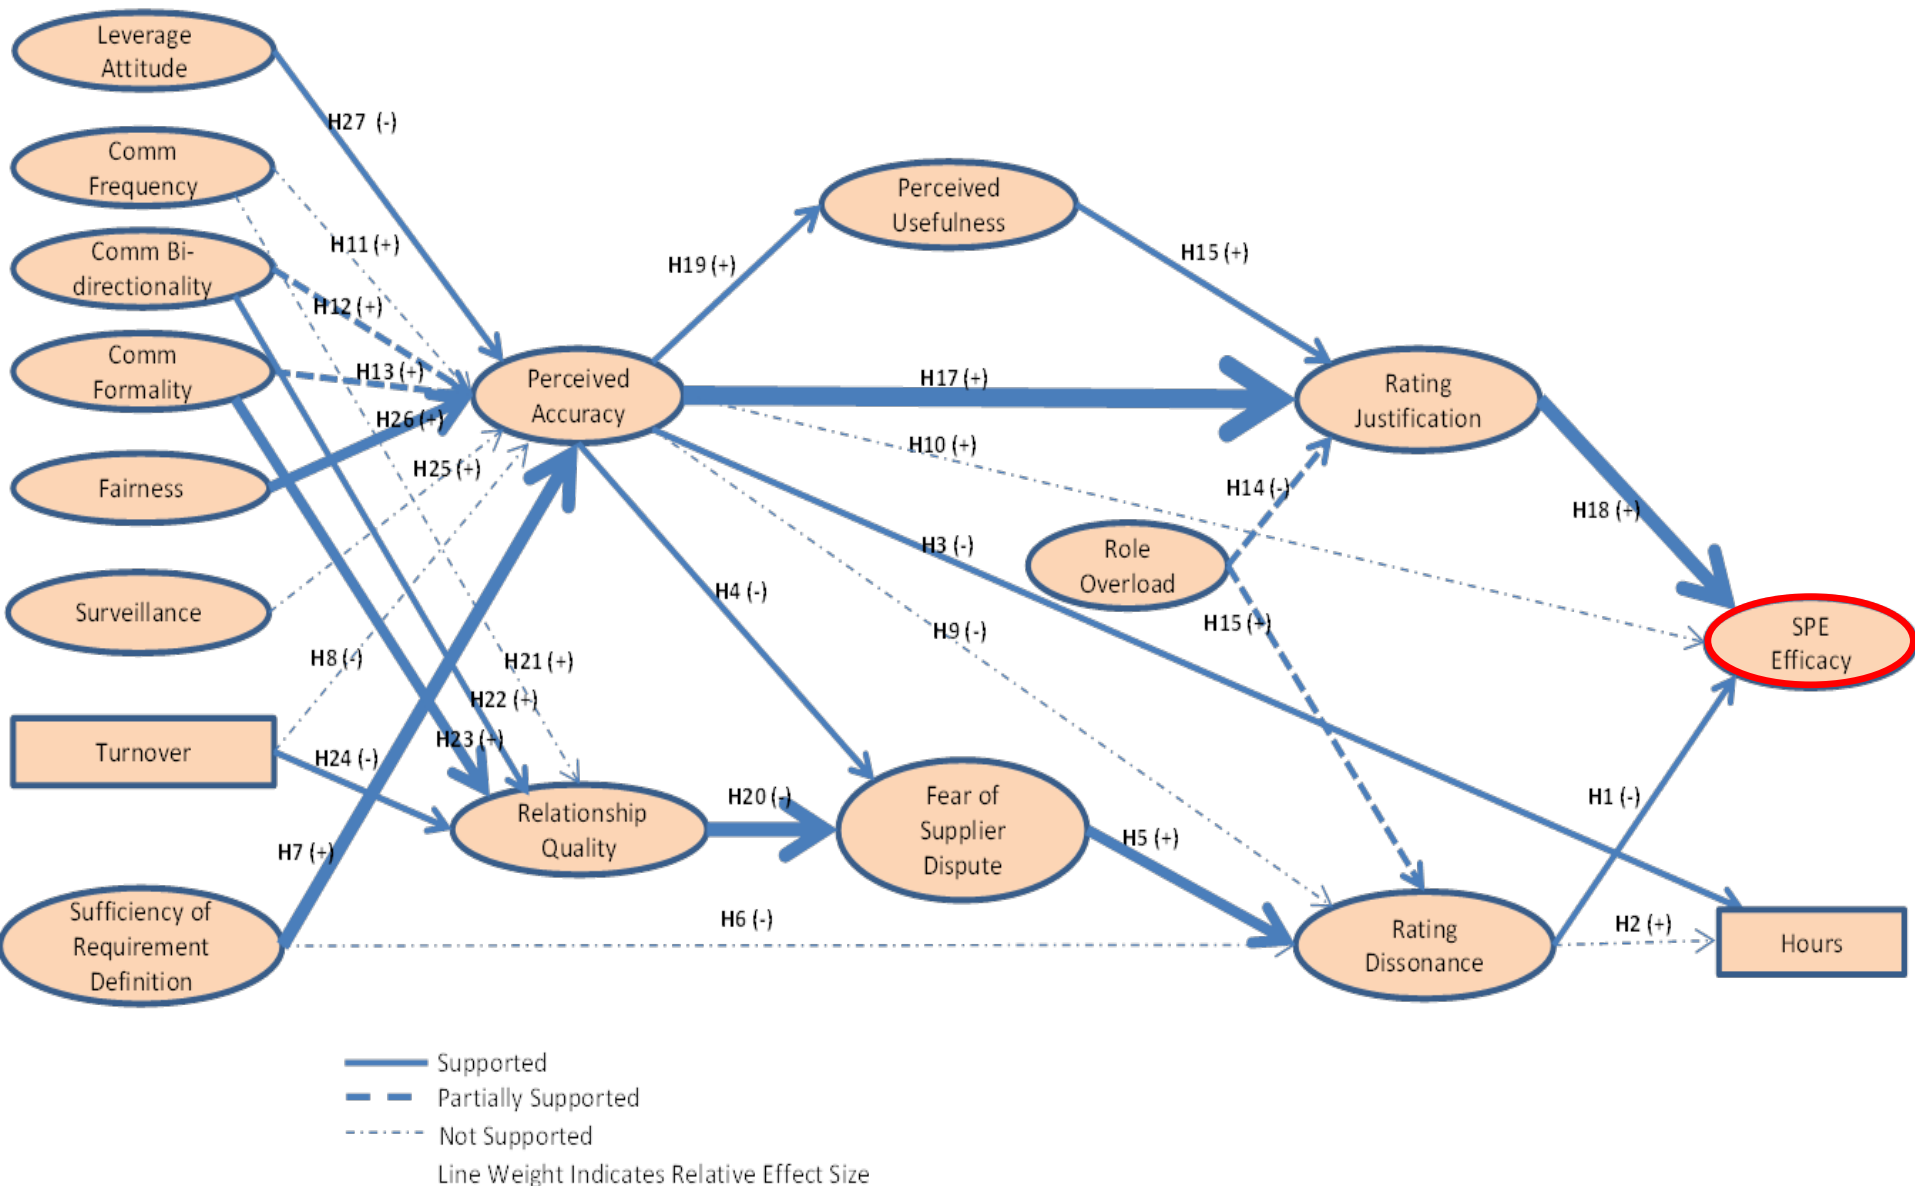 Leverage
Attitude
H27 (-)
Comm
Frequency
Perceived
Usefulness
Comm Bi-
directionality
H11 (+)
H19 (+)
H15 (+)
H12 (+)
Comm
Formality
H13 (+)
Perceived
Accuracy
H17 (+)
Rating
Justification
H26 (+)
H10 (+)
H25 (+)
Fairness
H14 (-)
H18 (+)
Role
Overload
H3 (-)
H4 (-)
Surveillance
H15 (+)
H9 (-)
SPE
Efficacy
H8 (-)
H21 (+)
H22 (+)
H23 (+)
Turnover
H24 (-)
Relationship
Quality
H20 (-)
Fear of
Supplier
Dispute
H5 (+)
H1 (-)
H7 (+)
Sufficiency of
Requirement
Definition
H6 (-)
Rating
Dissonance
H2 (+)
Hours
Supported
Partially Supported
Not Supported
Line Weight Indicates Relative Effect Size